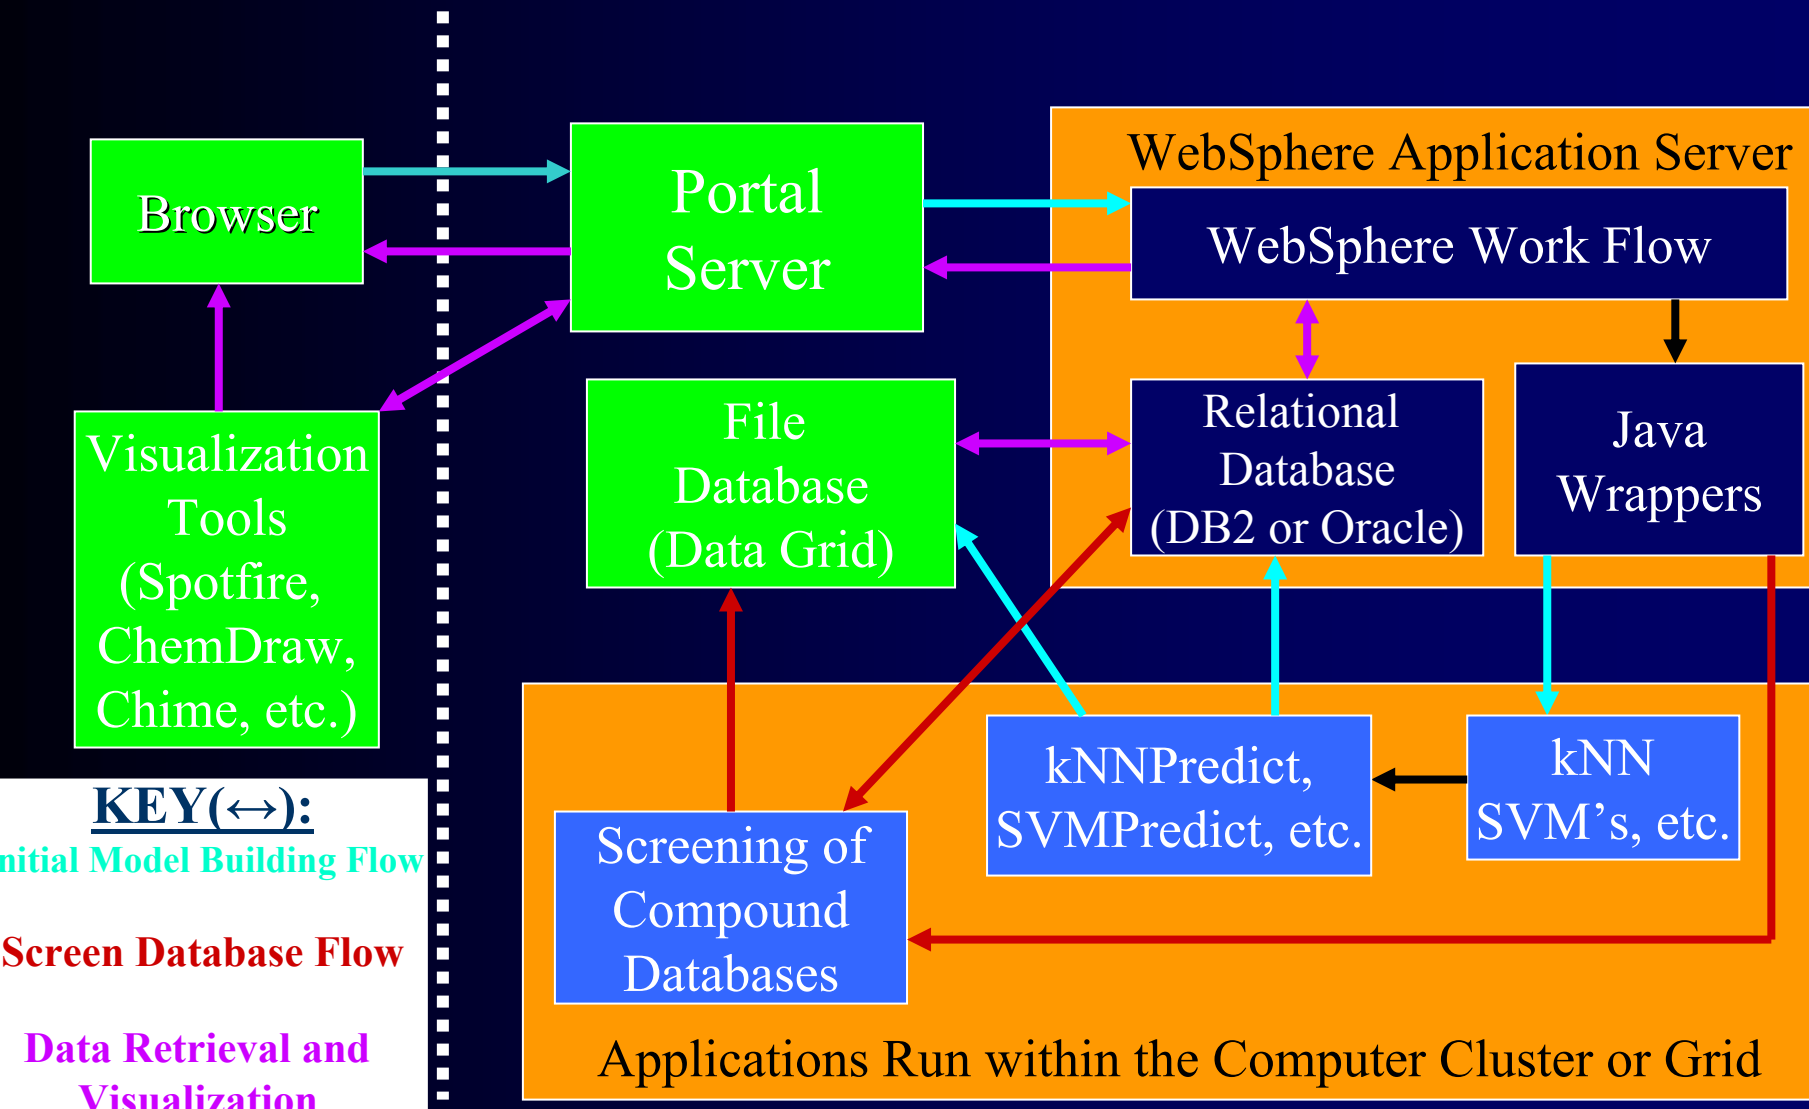 WebSphere Application Server
Browser
Portal
Server
WebSphere Work Flow
Visualization
Tools
(Spotfire,
ChemDraw,
Chime, etc.)
File
Database
(Data Grid)
Relational
Database
(DB2 or Oracle)
Java
Wrappers
kNNPredict,
SVMPredict, etc.
kNN
SVM’s, etc.
Screening of
Compound
Databases
Applications Run within the Computer Cluster or Grid
KEY(↔):
nitial Model Building Flow
Screen Database Flow
Data Retrieval and
Visualization